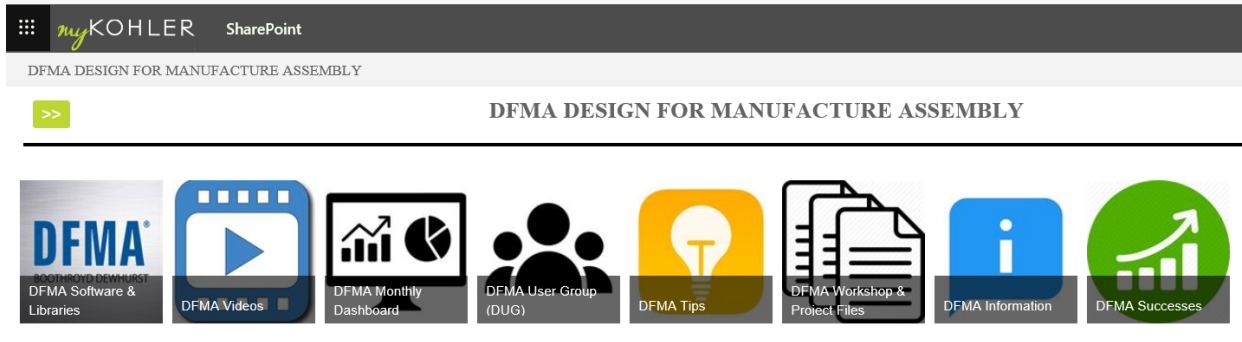 myKOHLER SharePoint
DFMA DESIGN FOR MANUFACTURE ASSEMBLY
>> DFMA DESIGN FOR MANUFACTURE ASSEMBLY
DFMA®
BOOTHROYD DEWHURST
DFMA Software &
Libraries
DFMA Videos
DFMA Monthly
Dashboard
DFMA User Group
(DUG)
DFMA Tips
DFMA Workshop &
Project Files
i
DFMA Information
DFMA Successes